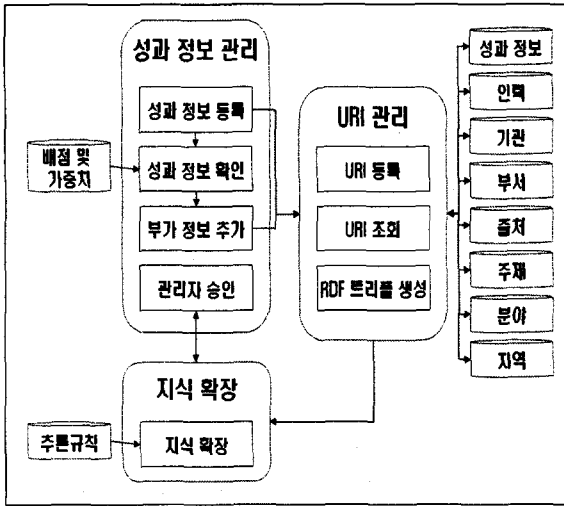 성과 정보 관리
성과 정보 등록
성과 정보 확인
부가 정보 추가
관리자 승인
배점 및
가중치
지식 확장
지식 확장
추론규칙
URI 관리
URI 등록
URI 조회
RDF 트리플 생성
성과 정보
인력
기관
부서
출처
주제
분야
지역